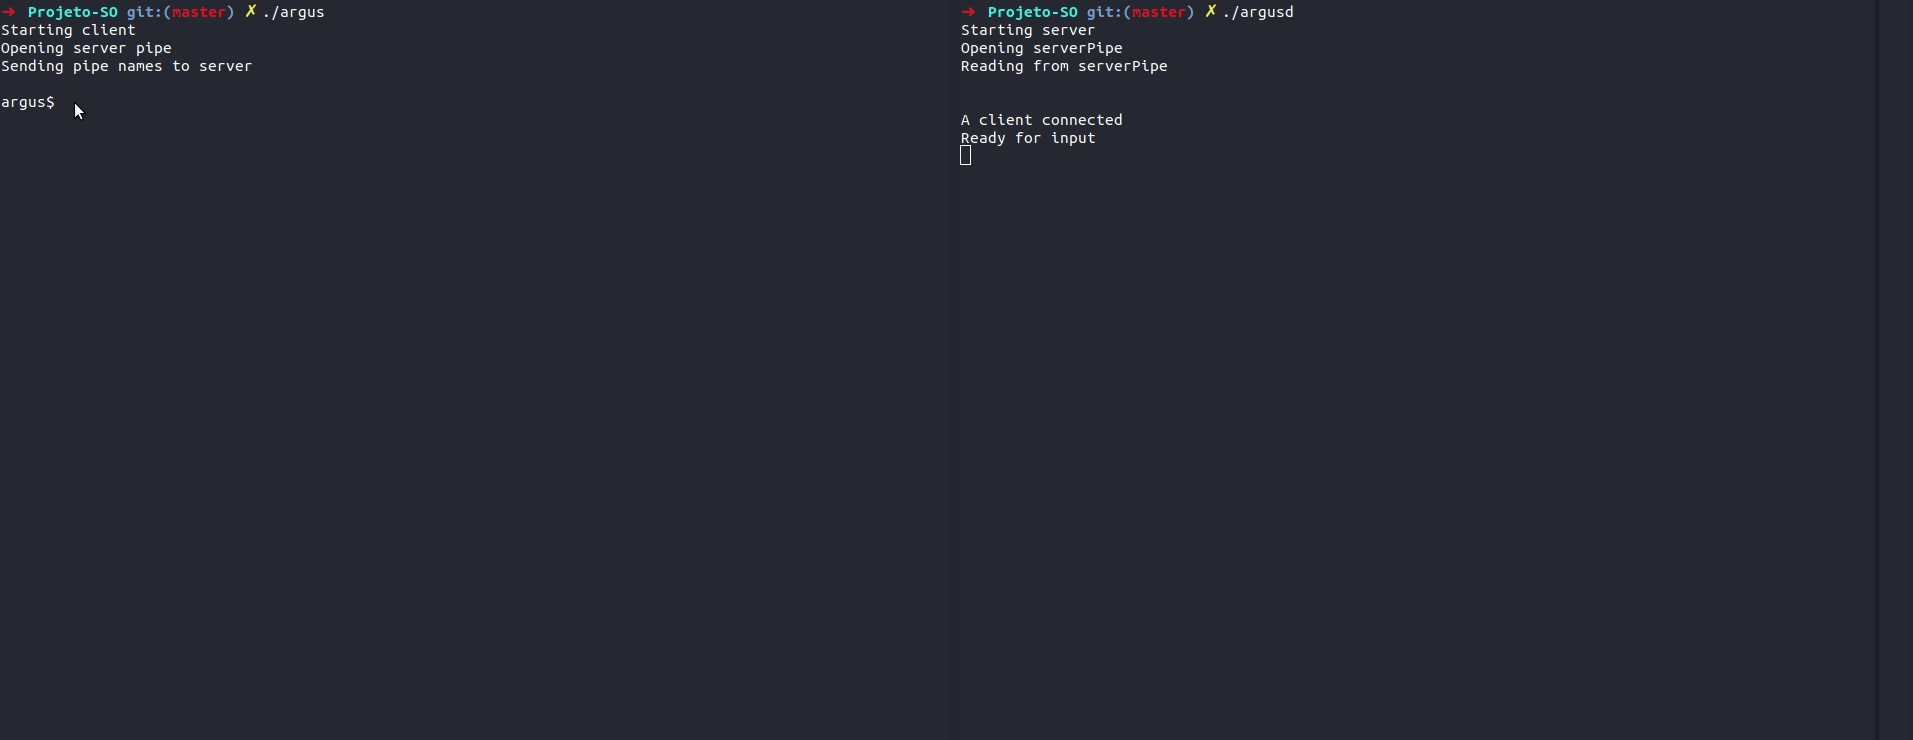 ➜ Projeto-SO git:(master) ✗ ./argus
Starting client
Opening server pipe
Sending pipe names to server
argus$
➜ Projeto-SO git:(master) ✗ ./argusd
Starting server
Opening serverPipe
Reading from serverPipe
A client connected
Ready for input